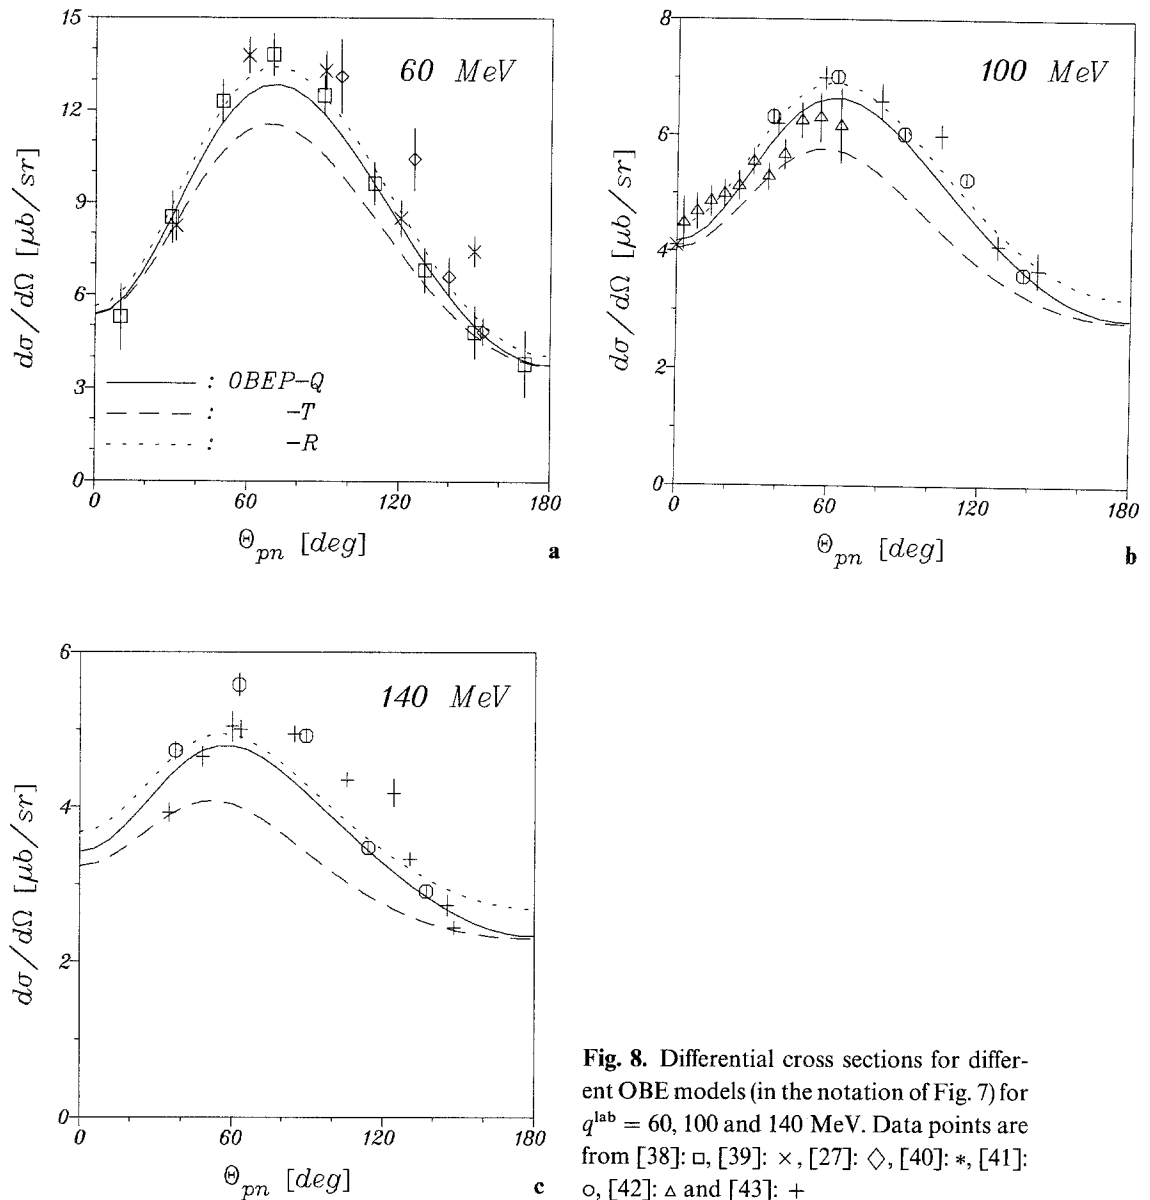 15
12
9
6
3
0
dσ/dΩ [μb/sr]
60 MeV
——— : OBEP-Q
— — — : -T
· · · · · : -R
0 60 120 180
Θpn [deg]
a
8
6
4
2
0
dσ/dΩ [μb/sr]
100 MeV
0 60 120 180
Θpn [deg]
b
6
4
2
0
dσ/dΩ [μb/sr]
140 MeV
0 60 120 180
Θpn [deg]
c
Fig. 8. Differential cross sections for differ-
ent OBE models (in the notation of Fig. 7) for
q^lab = 60, 100 and 140 MeV. Data points are
from [38]: □, [39]: ×, [27]: ◇, [40]: *, [41]:
○, [42]: △ and [43]: +